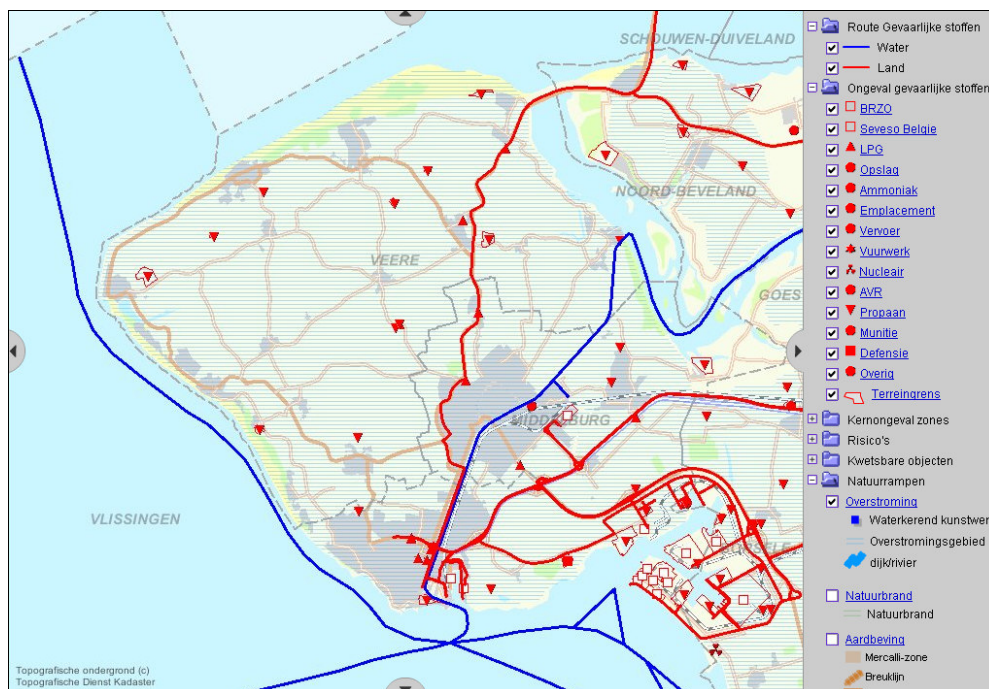 SCHOUWEN-DUIVELAND
NOORD-BEVELAND
VEERE
GOES
MIDDELBURG
VLISSINGEN
Topografische ondergrond (c)
Topografische Dienst Kadaster
Route Gevaarlijke stoffen
Water
Land
Ongeval gevaarlijke stoffen
BRZO
Seveso Belgie
LPG
Opslag
Ammoniak
Emplacement
Vervoer
Vuurwerk
Nucleair
AVR
Propaan
Munitie
Defensie
Overig
Terreingrens
Kernongeval zones
Risico's
Kwetsbare objecten
Natuurrampen
Overstroming
Waterkerend kunstwer
Overstromingsgebied
dijk/rivier
Natuurbrand
Natuurbrand
Aardbeving
Mercalli-zone
Breuklijn